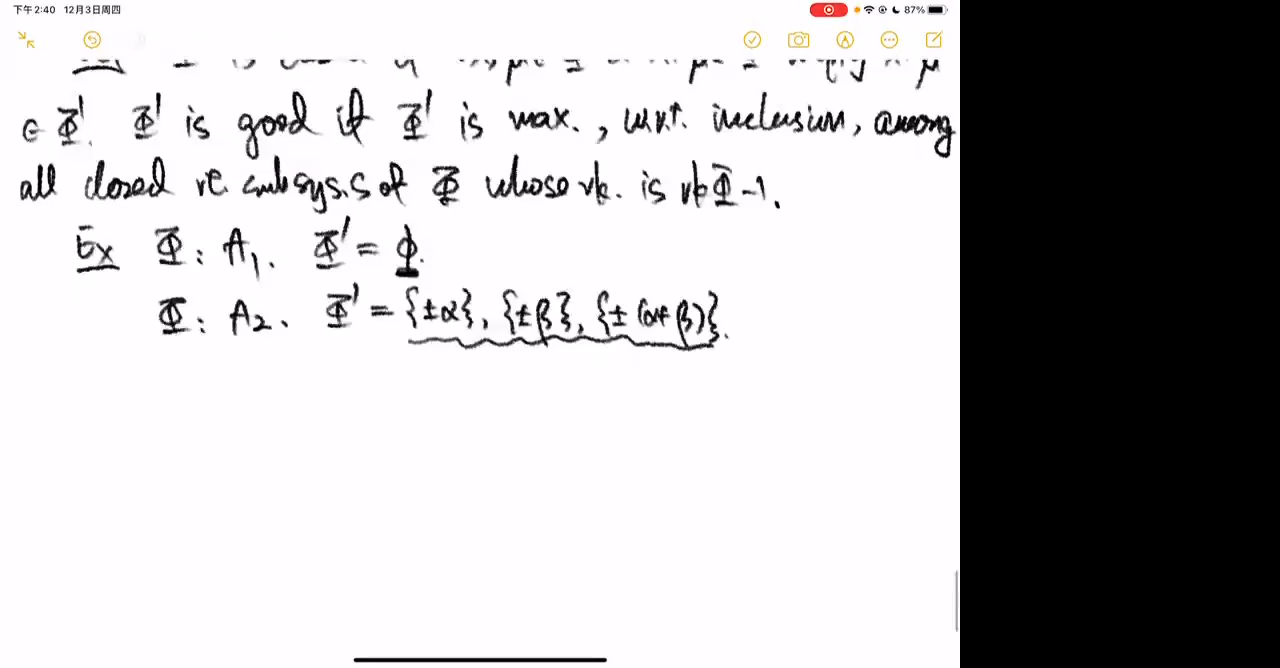 下午2:40 12月3日周四
87%
∈ Φ'. Φ' is good if Φ' is max., w.r.t. inclusion, among
all closed rt. subsys.s of Φ whose rk. is rkΦ-1.
Ex Φ: A₁. Φ' = ϕ.
Φ: A₂. Φ' = {±α}, {±β}, {±(α+β)}.